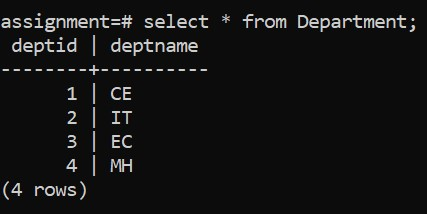 assignment=# select * from Department;
 deptid | deptname
--------+----------
      1 | CE
      2 | IT
      3 | EC
      4 | MH
(4 rows)